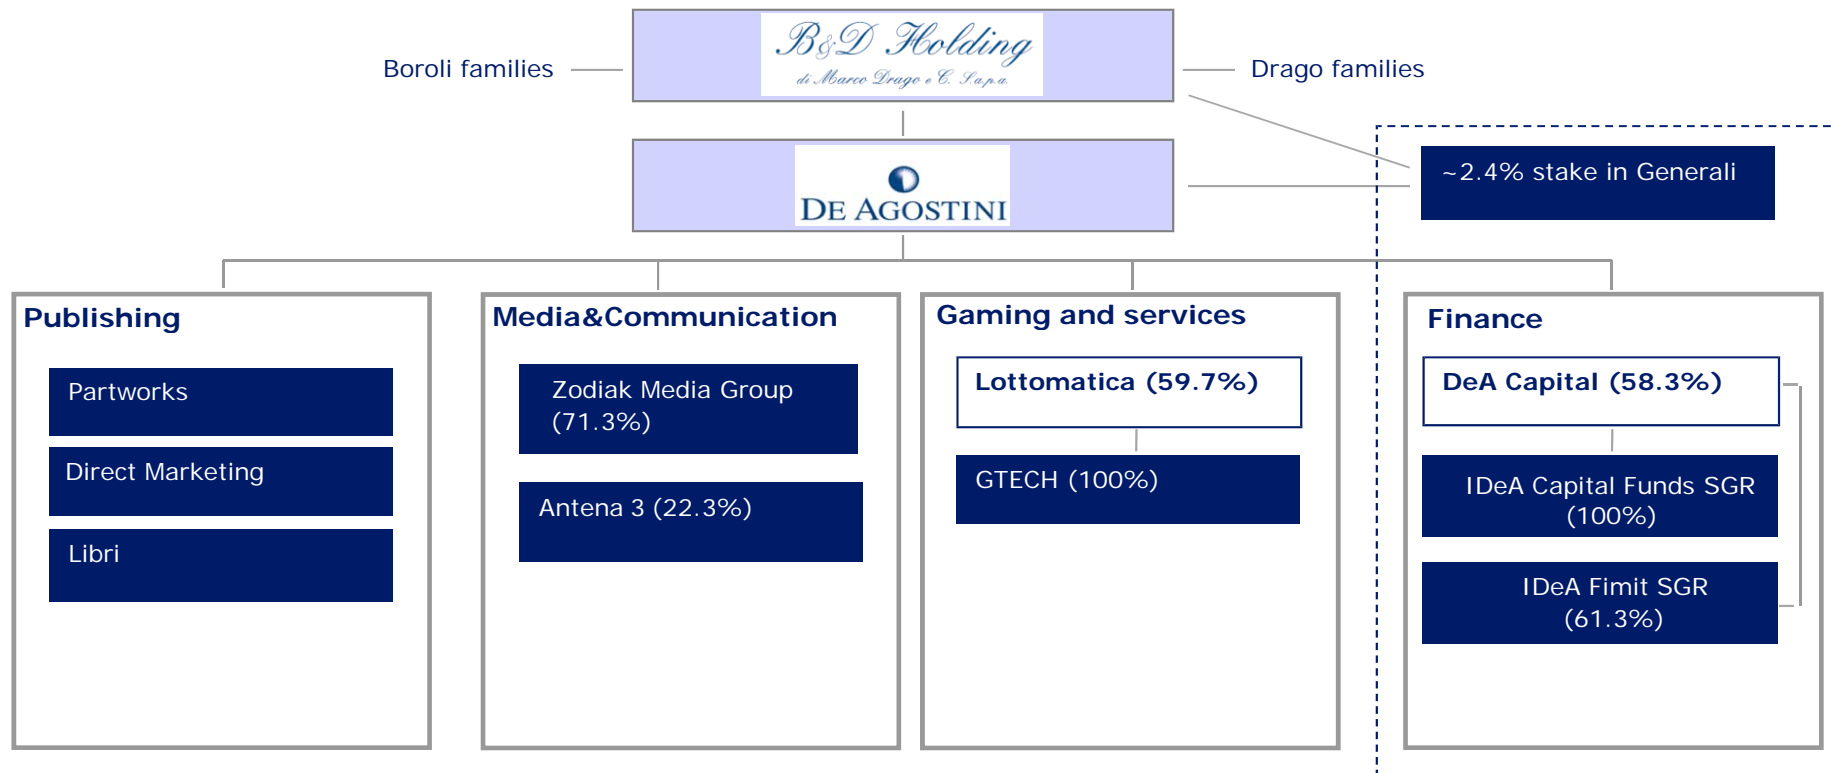 B&D Holding
di Marco Drago e C. S.a.p.a.
Boroli families
Drago families
DE AGOSTINI
~2.4% stake in Generali
Publishing
Partworks
Direct Marketing
Libri
Media&Communication
Zodiak Media Group
(71.3%)
Antena 3 (22.3%)
Gaming and services
Lottomatica (59.7%)
GTECH (100%)
Finance
DeA Capital (58.3%)
IDeA Capital Funds SGR
(100%)
IDeA Fimit SGR
(61.3%)